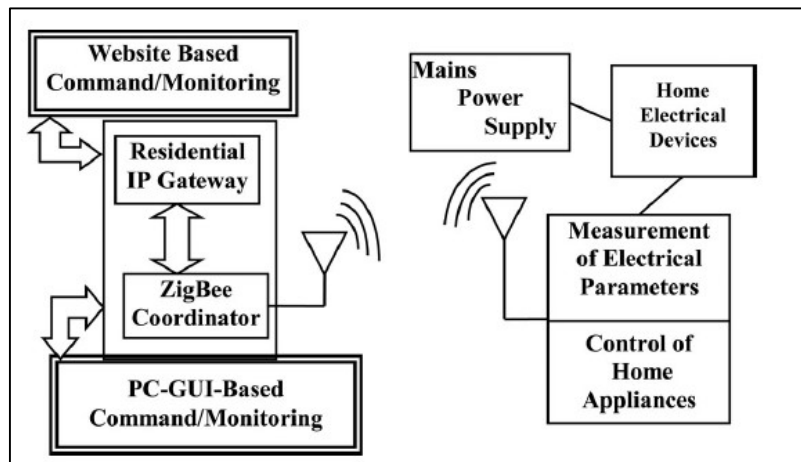 Website Based
Command/Monitoring
Residential
IP Gateway
ZigBee
Coordinator
PC-GUI-Based
Command/Monitoring
Mains
Power
Supply
Home
Electrical
Devices
Measurement
of Electrical
Parameters
Control of
Home
Appliances